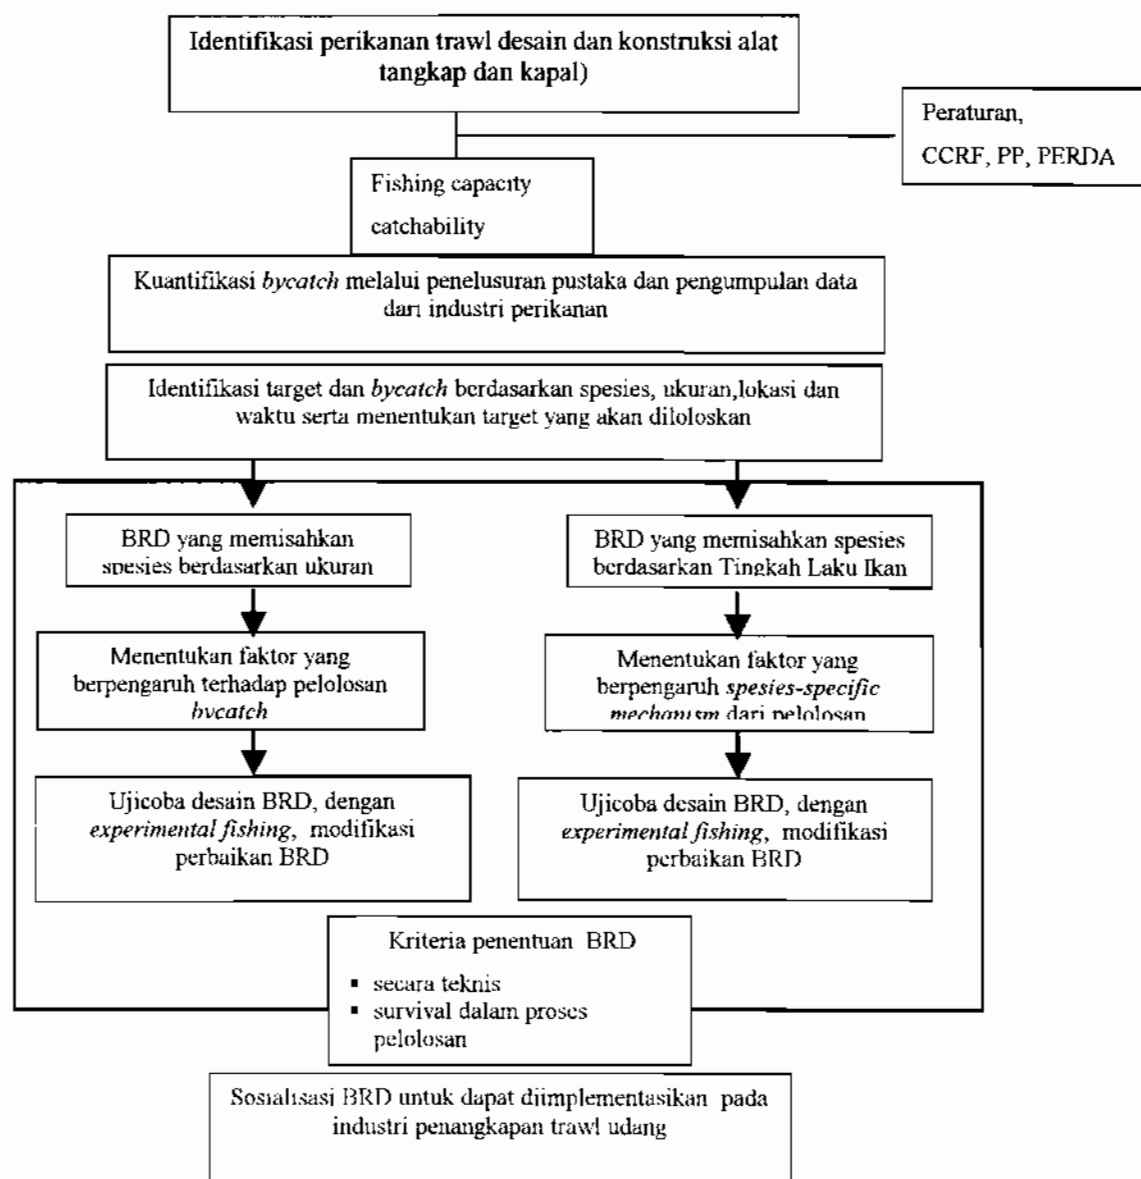 Identifikasi perikanan trawl desain dan konstruksi alat
tangkap dan kapal)
Peraturan,
CCRF, PP, PERDA
Fishing capacity
catchability
Kuantifikasi bycatch melalui penelusuran pustaka dan pengumpulan data
dari industri perikanan
Identifikasi target dan bycatch berdasarkan spesies, ukuran,lokasi dan
waktu serta menentukan target yang akan diloloskan
BRD yang memisahkan
spesies berdasarkan ukuran
BRD yang memisahkan spesies
berdasarkan Tingkah Laku Ikan
Menentukan faktor yang
berpengaruh terhadap pelolosan
bycatch
Menentukan faktor yang
berpengaruh spesies-specific
mechanism dari pelolosan
Ujicoba desain BRD, dengan
experimental fishing, modifikasi
perbaikan BRD
Ujicoba desain BRD, dengan
experimental fishing, modifikasi
perbaikan BRD
Kriteria penentuan BRD
▪ secara teknis
▪ survival dalam proses
pelolosan
Sosialisasi BRD untuk dapat diimplementasikan pada
industri penangkapan trawl udang